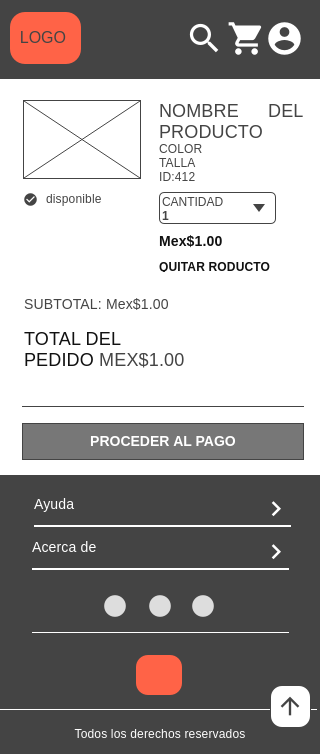 LOGO
NOMBRE DEL
PRODUCTO
COLOR
TALLA
ID:412
disponible
CANTIDAD
1
Mex$1.00
QUITAR RODUCTO
SUBTOTAL: Mex$1.00
TOTAL DEL
PEDIDO MEX$1.00
PROCEDER AL PAGO
Ayuda
Acerca de
Todos los derechos reservados